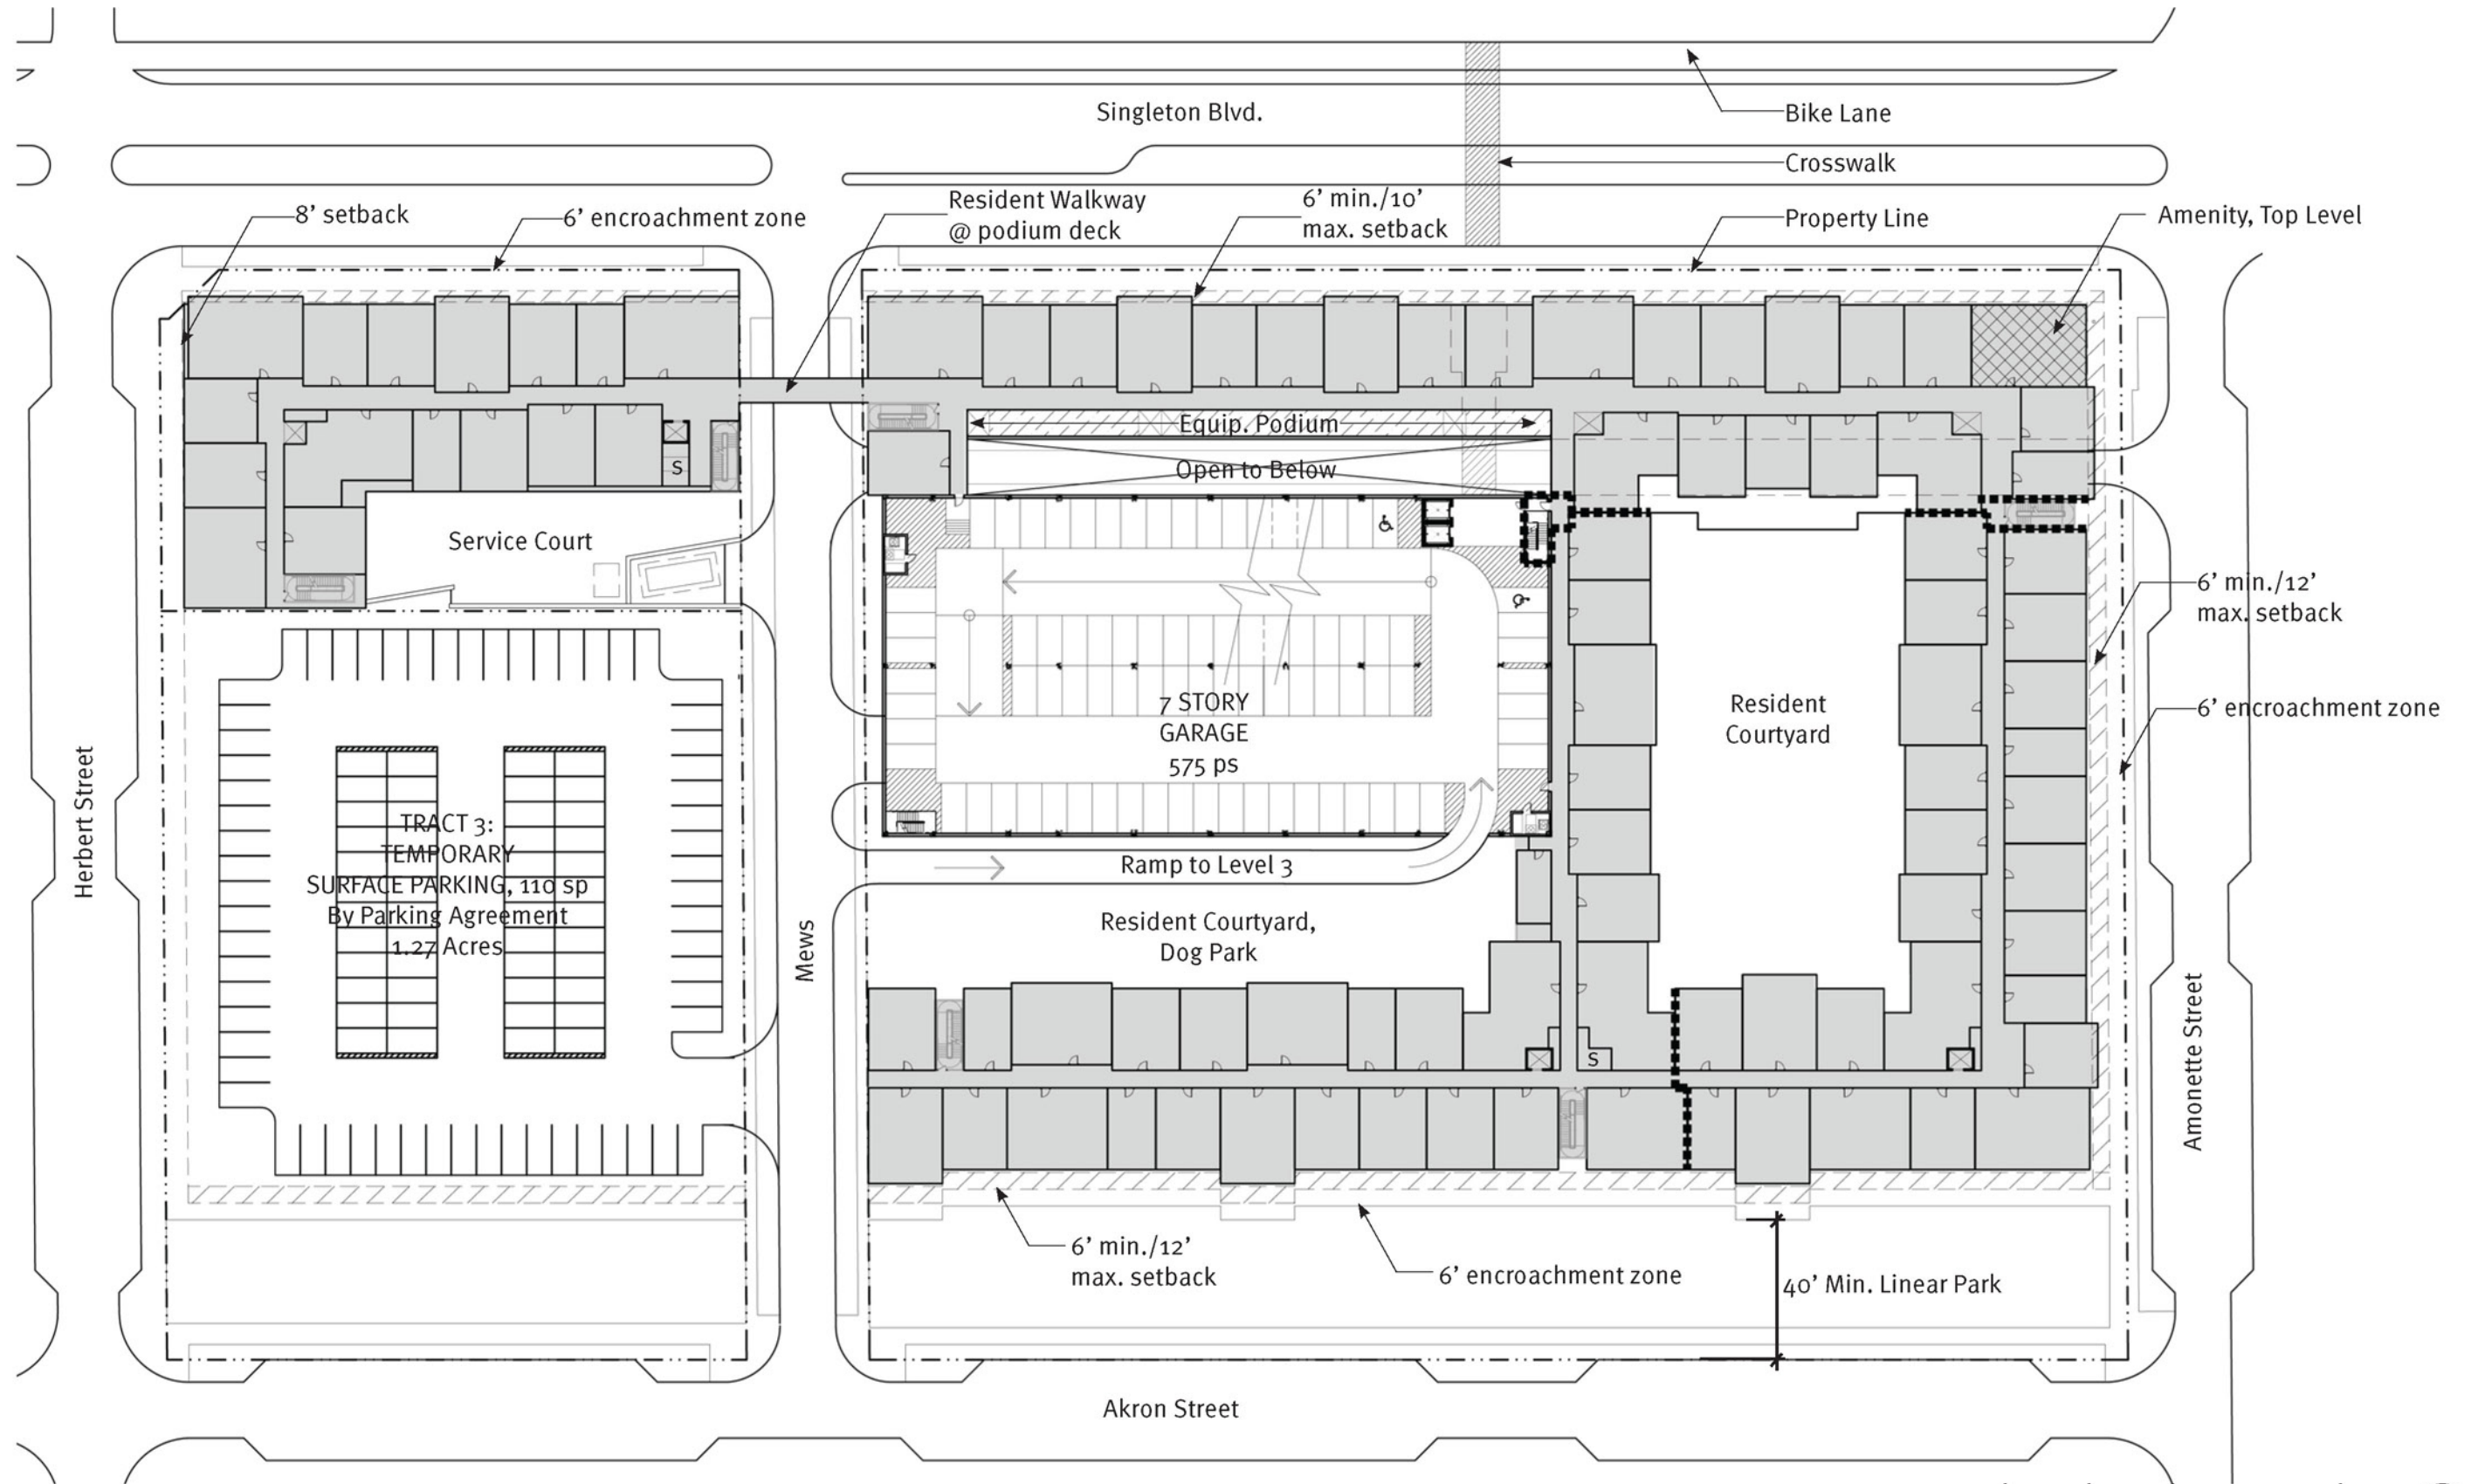 Singleton Blvd.
Bike Lane
Crosswalk
8’ setback
6’ encroachment zone
Resident Walkway
@ podium deck
6’ min./10’
max. setback
Property Line
Amenity, Top Level
Equip. Podium
Open to Below
S
Service Court
6’ min./12’
max. setback
6’ encroachment zone
7 STORY
GARAGE
575 ps
Resident
Courtyard
Herbert Street
TRACT 3:
TEMPORARY
SURFACE PARKING, 110 sp
By Parking Agreement
1.27 Acres
Mews
Ramp to Level 3
Resident Courtyard,
Dog Park
S
Amonette Street
6’ min./12’
max. setback
6’ encroachment zone
40’ Min. Linear Park
Akron Street